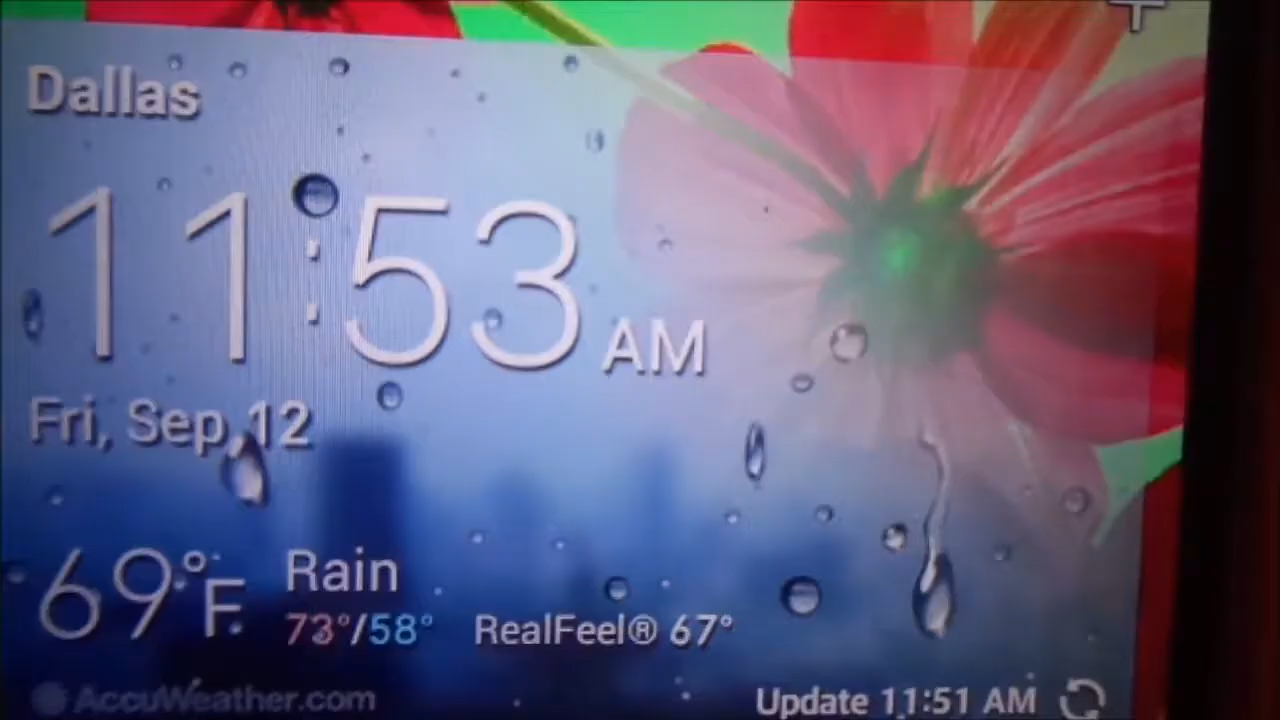 Dallas
11:53 AM
Fri, Sep 12
69°F
Rain
73°/58° RealFeel® 67°
AccuWeather.com
Update 11:51 AM